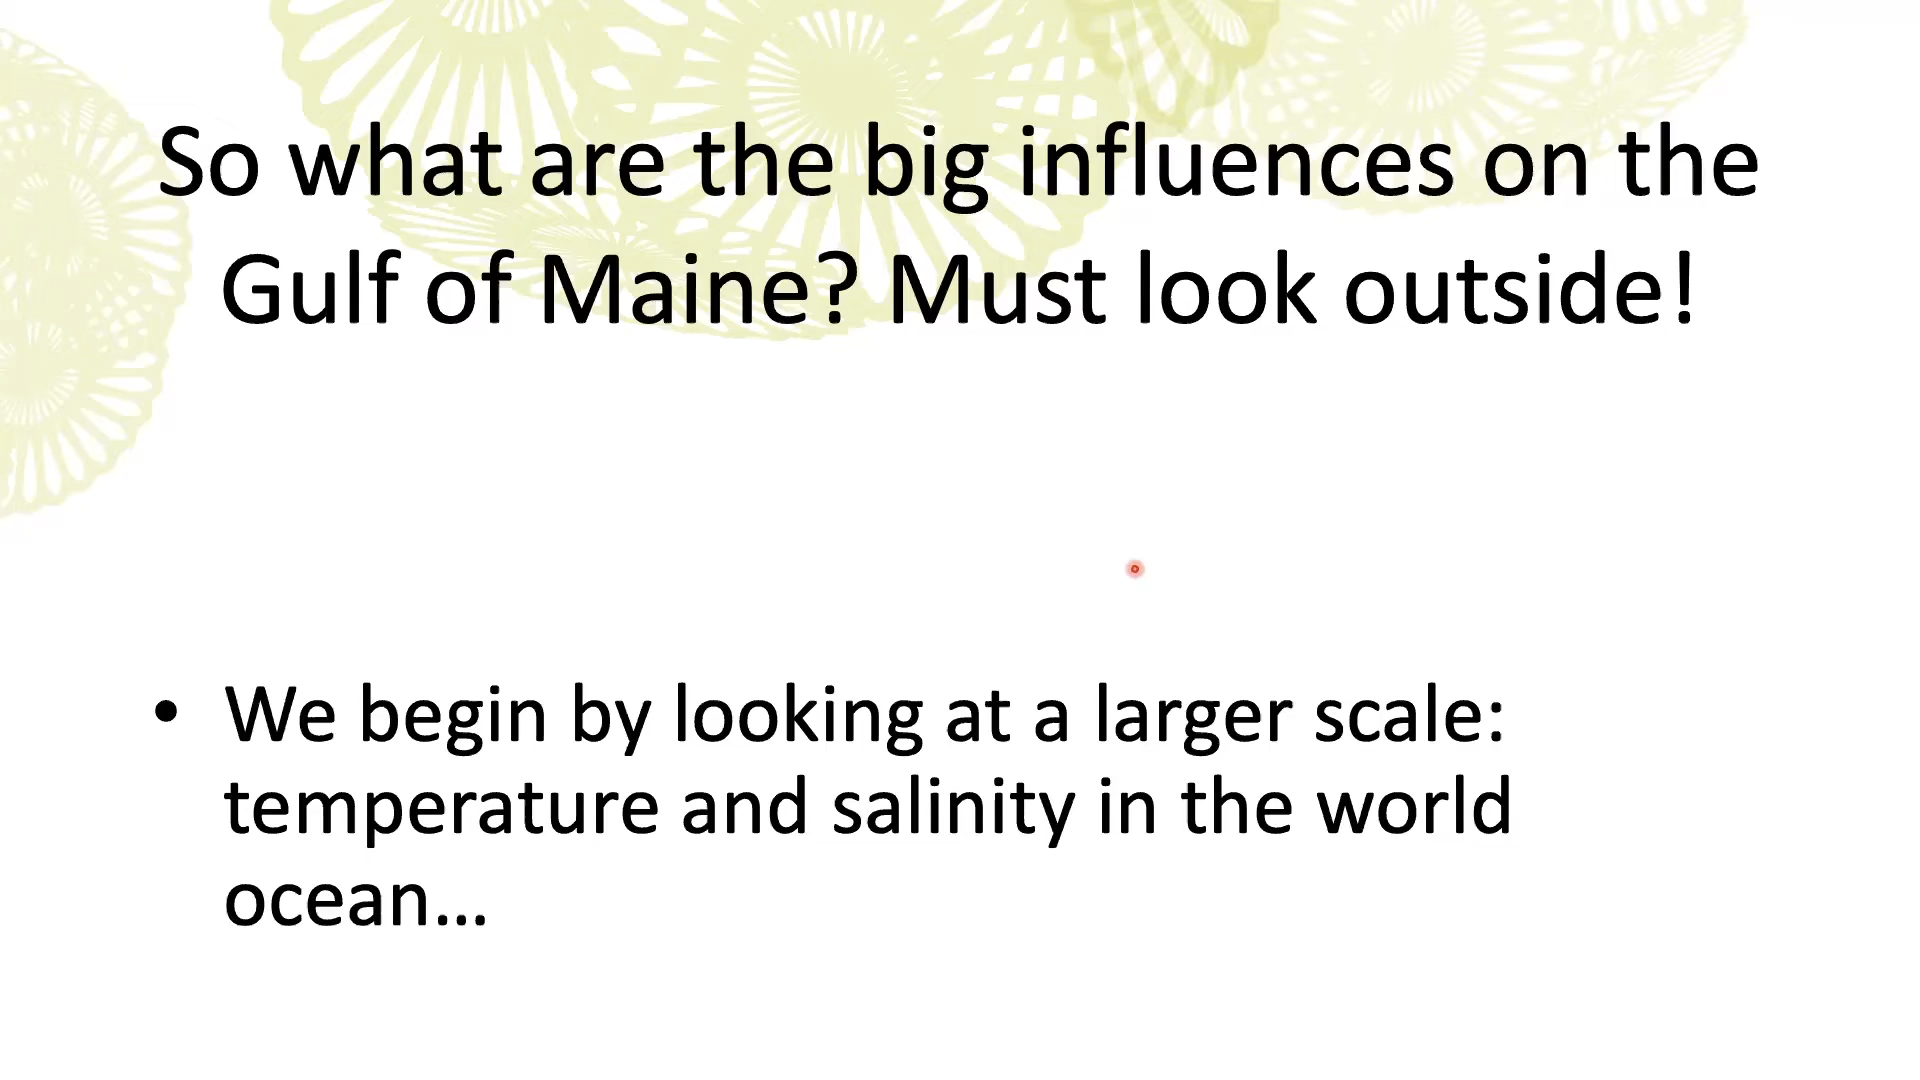 So what are the big influences on the
Gulf of Maine? Must look outside!
• We begin by looking at a larger scale:
temperature and salinity in the world
ocean…